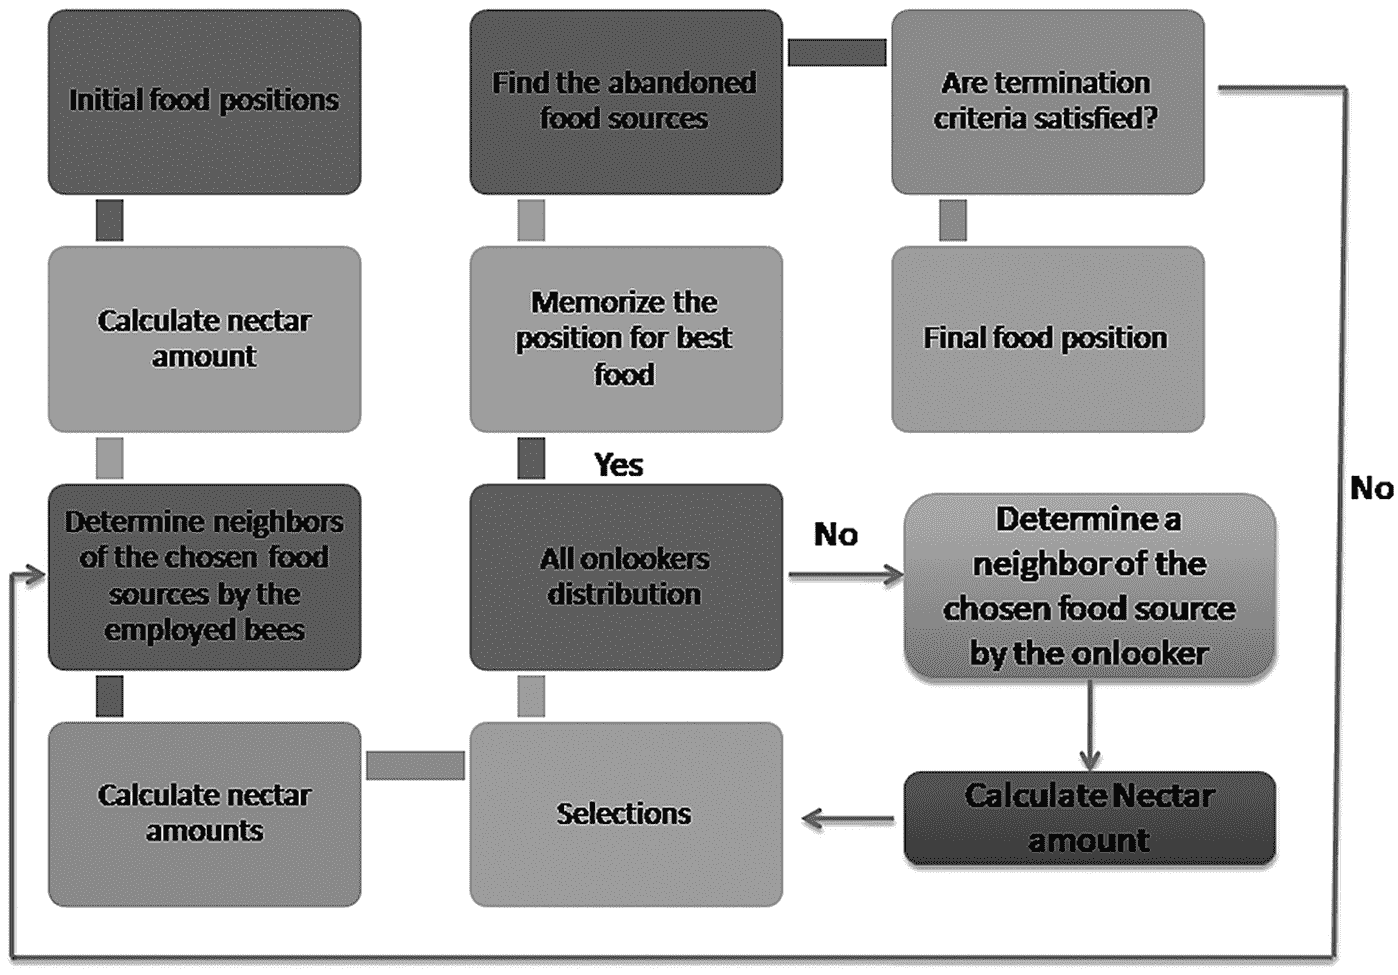 Initial food positions
Calculate nectar
amount
Determine neighbors
of the chosen food
sources by the
employed bees
Calculate nectar
amounts
Selections
All onlookers
distribution
Yes
No
Memorize the
position for best
food
Find the abandoned
food sources
Are termination
criteria satisfied?
Final food position
Determine a
neighbor of the
chosen food source
by the onlooker
Calculate Nectar
amount
No